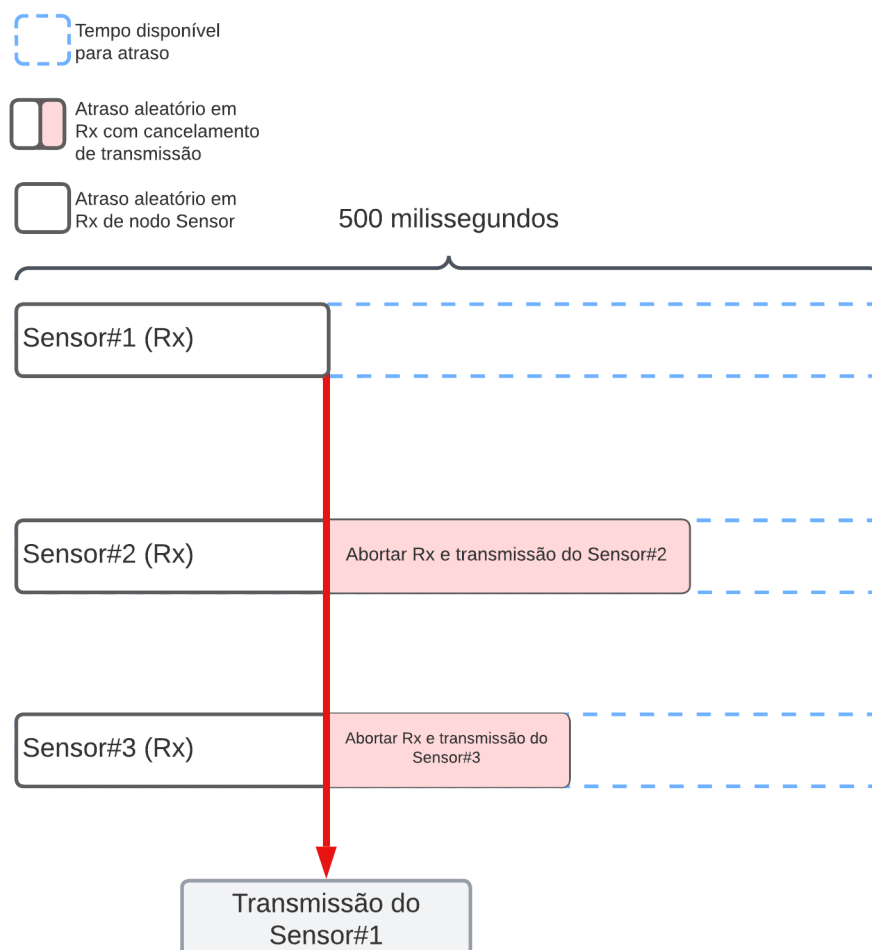 Tempo disponível
para atraso
Atraso aleatório em
Rx com cancelamento
de transmissão
Atraso aleatório em
Rx de nodo Sensor
500 milissegundos
Sensor#1 (Rx)
Sensor#2 (Rx)
Abortar Rx e transmissão do Sensor#2
Sensor#3 (Rx)
Abortar Rx e transmissão do
Sensor#3
Transmissão do
Sensor#1